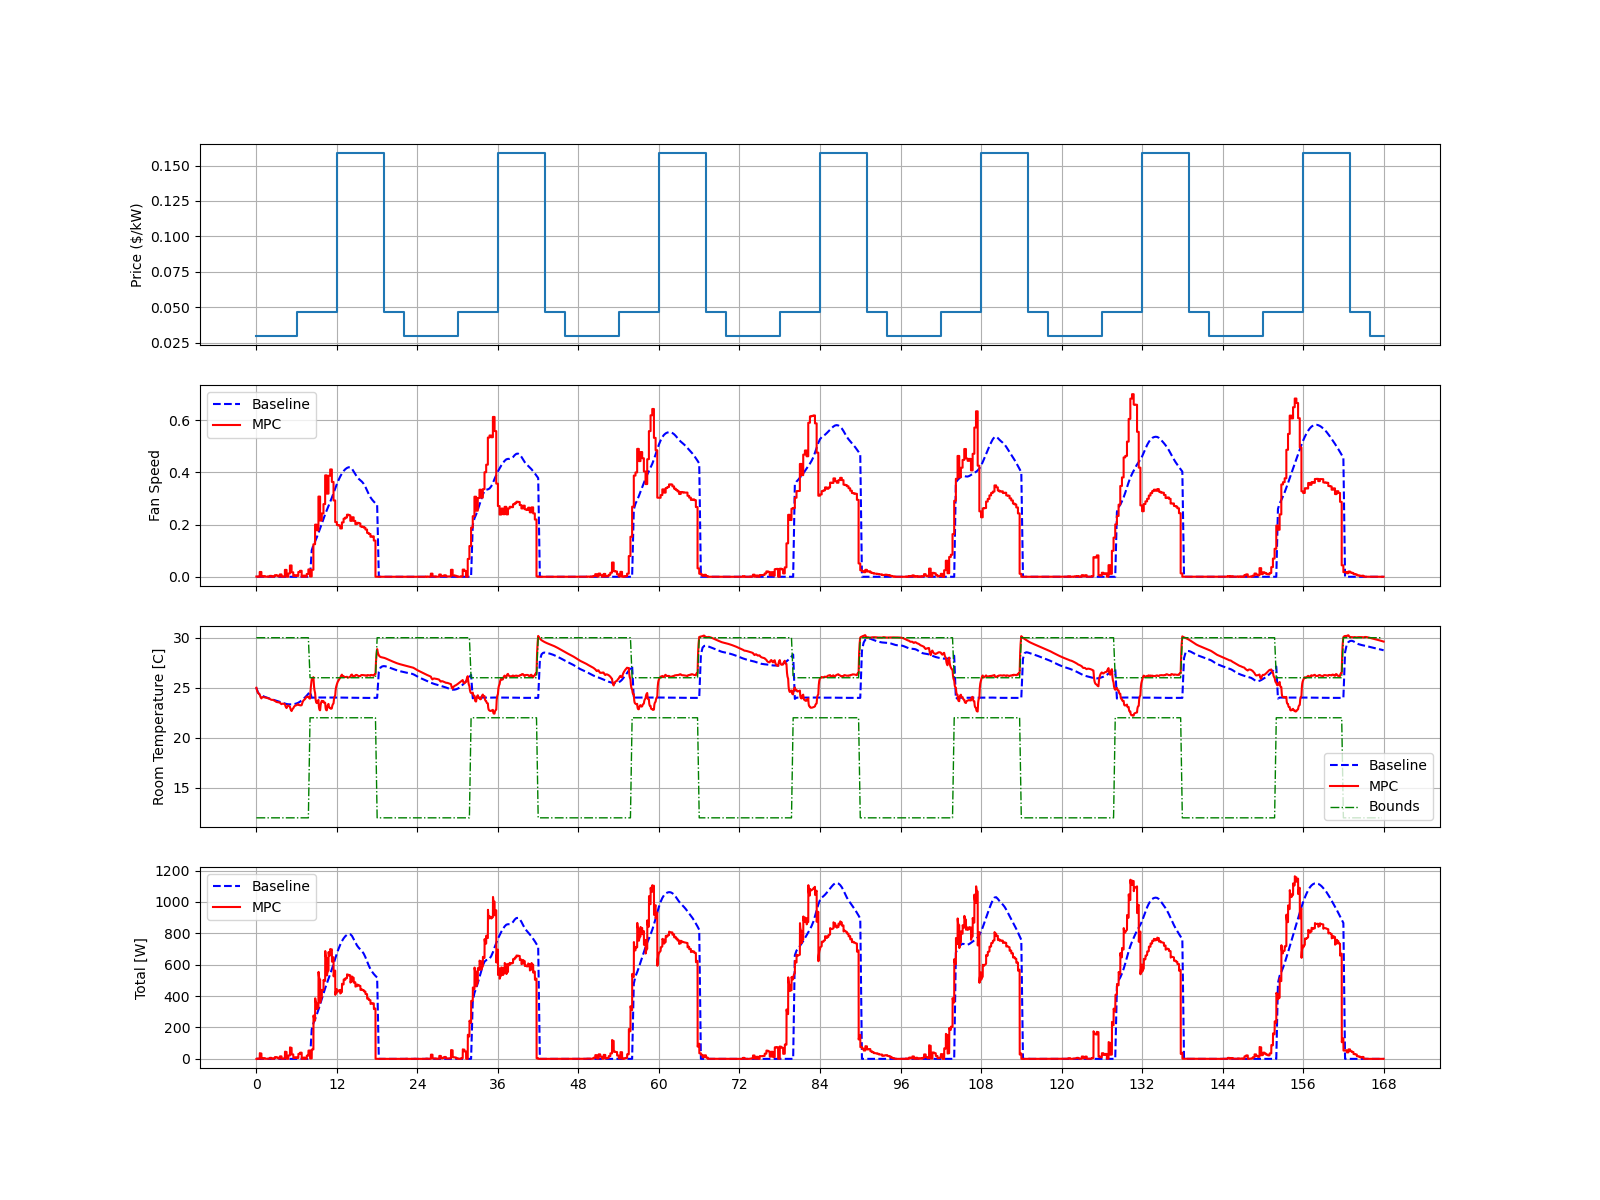 0.150
0.125
0.100
0.075
0.050
0.025
Price ($/kW)
Baseline
MPC
0.6
0.4
0.2
0.0
Fan Speed
30
25
20
15
Room Temperature [C]
Baseline
MPC
Bounds
Baseline
MPC
1200
1000
800
600
400
200
0
Total [W]
0 12 24 36 48 60 72 84 96 108 120 132 144 156 168